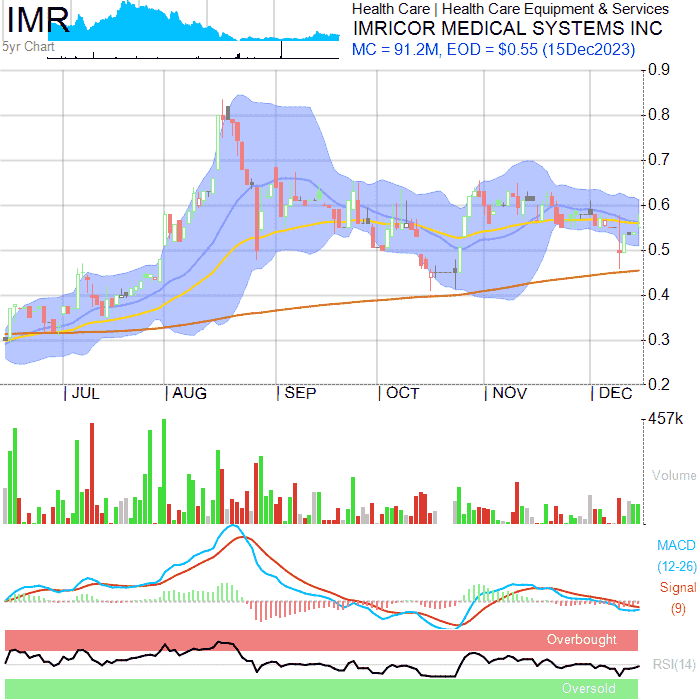 IMR
5yr Chart
Health Care | Health Care Equipment & Services
IMRICOR MEDICAL SYSTEMS INC
MC = 91.2M, EOD = $0.55 (15Dec2023)
0.9
0.8
0.7
0.6
0.5
0.4
0.3
0.2
| JUL | AUG | SEP | OCT | NOV | DEC
457k
Volume
MACD
(12-26)
Signal
(9)
Overbought
RSI(14)
Oversold